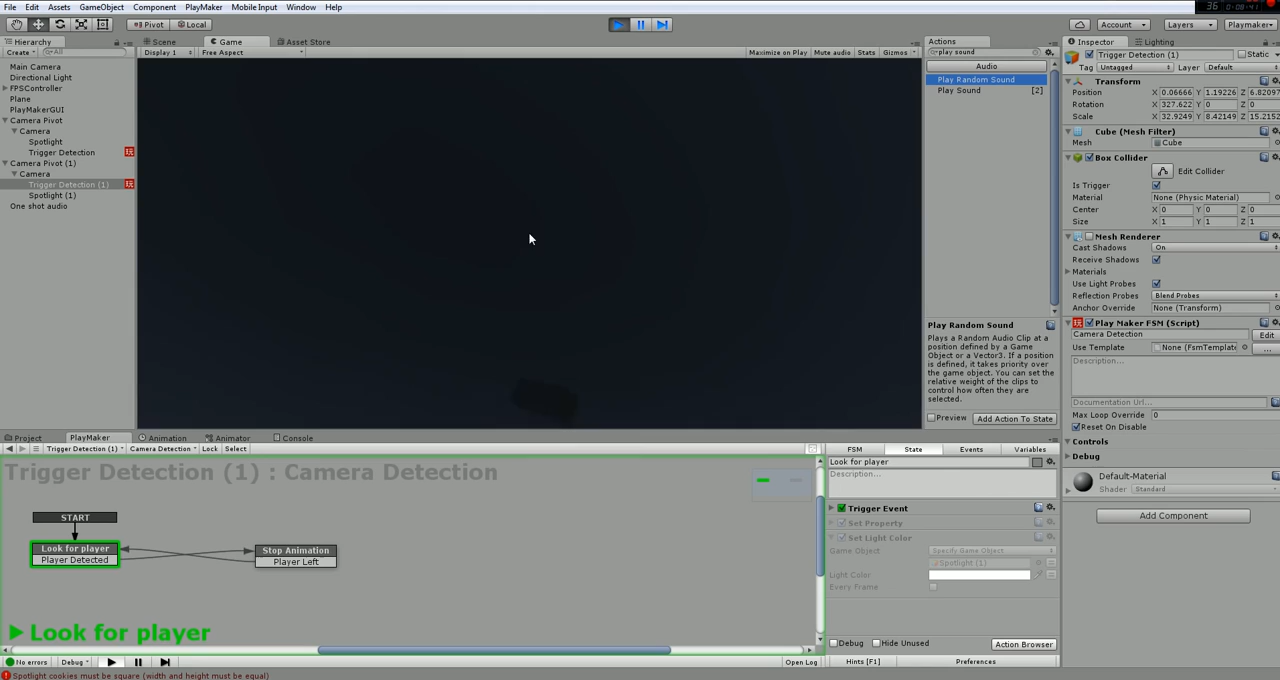 File Edit Assets GameObject Component PlayMaker Mobile Input Window Help
36 0:08:41
Pivot Local Account Layers Playmaker
Hierarchy
Create All
Main Camera
Directional Light
FPSController
Plane
PlayMakerGUI
Camera Pivot
Camera
Spotlight
Trigger Detection
Camera Pivot (1)
Camera
Trigger Detection (1)
Spotlight (1)
One shot audio
Scene Game Asset Store
Display 1 Free Aspect Maximize on Play Mute audio Stats Gizmos
Actions
play sound
Audio
Play Random Sound
Play Sound [2]
Play Random Sound
Plays a Random Audio Clip at a
position defined by a Game
Object or a Vector3. If a position
is defined, it takes priority over
the game object. You can set the
relative weight of the clips to
control how often they are
selected.
Preview Add Action To State
Inspector Lighting
Trigger Detection (1) Static
Tag Untagged Layer Default
Transform
Position X 0.06666 Y 1.19226 Z 6.82097
Rotation X 327.622 Y 0 Z 0
Scale X 32.9249 Y 8.42149 Z 15.2152
Cube (Mesh Filter)
Mesh Cube
Box Collider
Edit Collider
Is Trigger
Material None (Physic Material)
Center X 0 Y 0 Z 0
Size X 1 Y 1 Z 1
Mesh Renderer
Cast Shadows On
Receive Shadows
Materials
Use Light Probes
Reflection Probes Blend Probes
Anchor Override None (Transform)
Play Maker FSM (Script)
Camera Detection Edit
Use Template None (FsmTemplat ...
Description...
Documentation Url...
Max Loop Override 0
Reset On Disable
Controls
Debug
Default-Material
Shader Standard
Add Component
Project PlayMaker Animation Animator Console
Trigger Detection (1) Camera Detection Lock Select
Trigger Detection (1) : Camera Detection
START
Look for player
Player Detected
Stop Animation
Player Left
Look for player
FSM State Events Variables
Look for player
Description...
Trigger Event
Set Property
Set Light Color
Game Object Specify Game Object
Spotlight (1)
Light Color
Every Frame
Debug Hide Unused Action Browser
No errors Debug Open Log Hints [F1] Preferences
Spotlight cookies must be square (width and height must be equal)